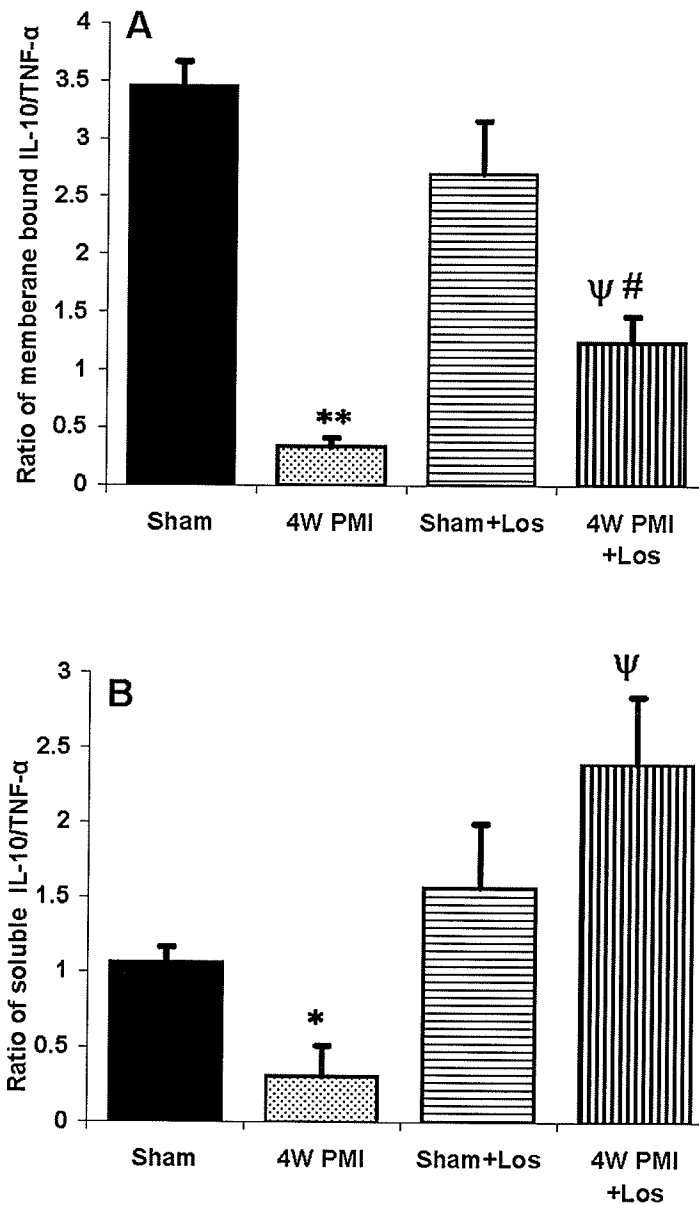 A
Ratio of memberane bound IL-10/TNF-α
4
3.5
3
2.5
2
1.5
1
0.5
0
**
ψ #
Sham
4W PMI
Sham+Los
4W PMI
+Los
B
Ratio of soluble IL-10/TNF-α
3
2.5
2
1.5
1
0.5
0
*
ψ
Sham
4W PMI
Sham+Los
4W PMI
+Los